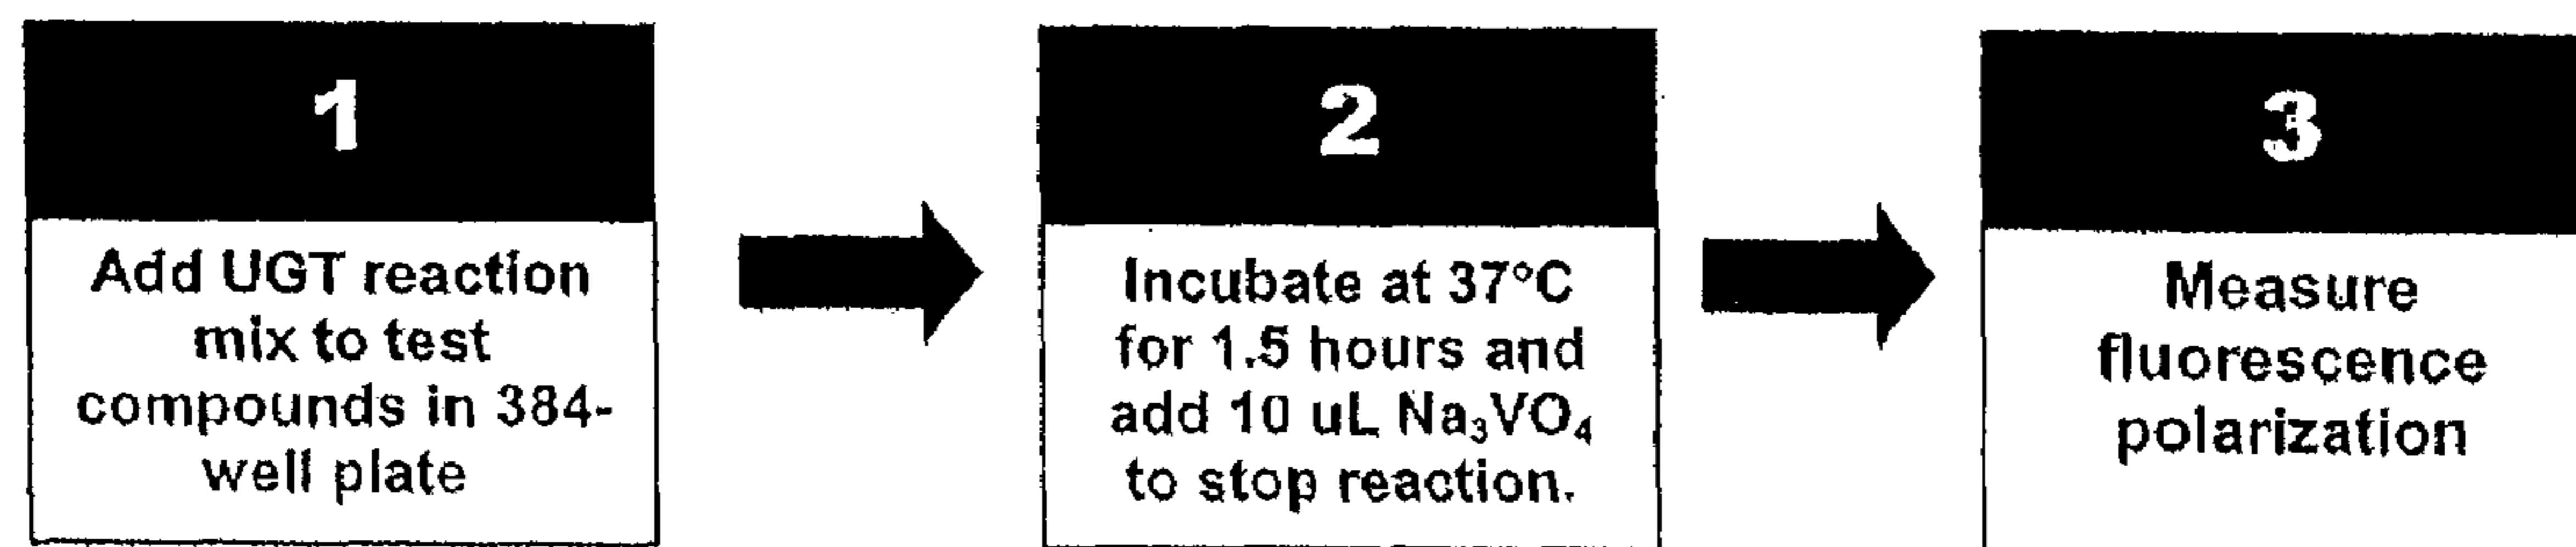 1
Add UGT reaction
mix to test
compounds in 384-
well plate
2
Incubate at 37°C
for 1.5 hours and
add 10 uL Na₃VO₄
to stop reaction.
3
Measure
fluorescence
polarization